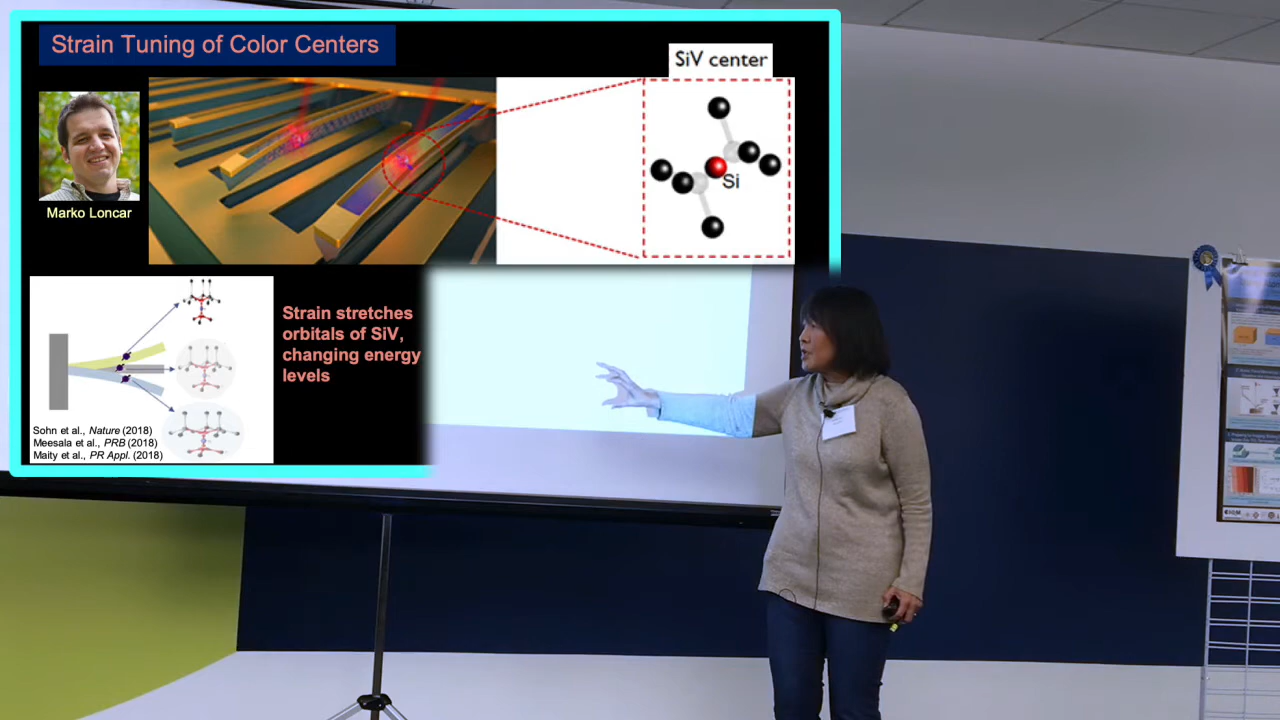 Strain Tuning of Color Centers
SiV center
Si
Marko Loncar
Strain stretches
orbitals of SiV,
changing energy
levels
Sohn et al., Nature (2018)
Meesala et al., PRB (2018)
Maity et al., PR Appl. (2018)